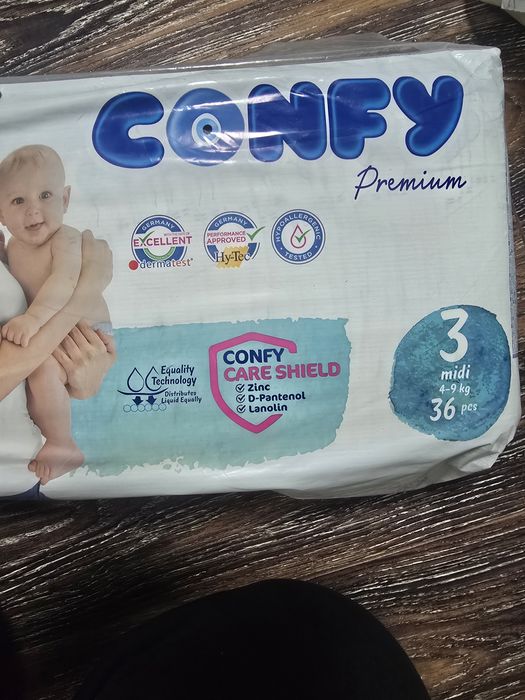 CONFY
Premium
GERMANY
EXCELLENT
dermatest®
GERMANY
PERFORMANCE
APPROVED
Hy-Tec
HYPOALLERGENIC
TESTED
Equality
Technology
Distributes
Liquid Equally
CONFY
CARE SHIELD
Zinc
D-Panthenol
Lanolin
3
midi
4-9 kg
36 pcs